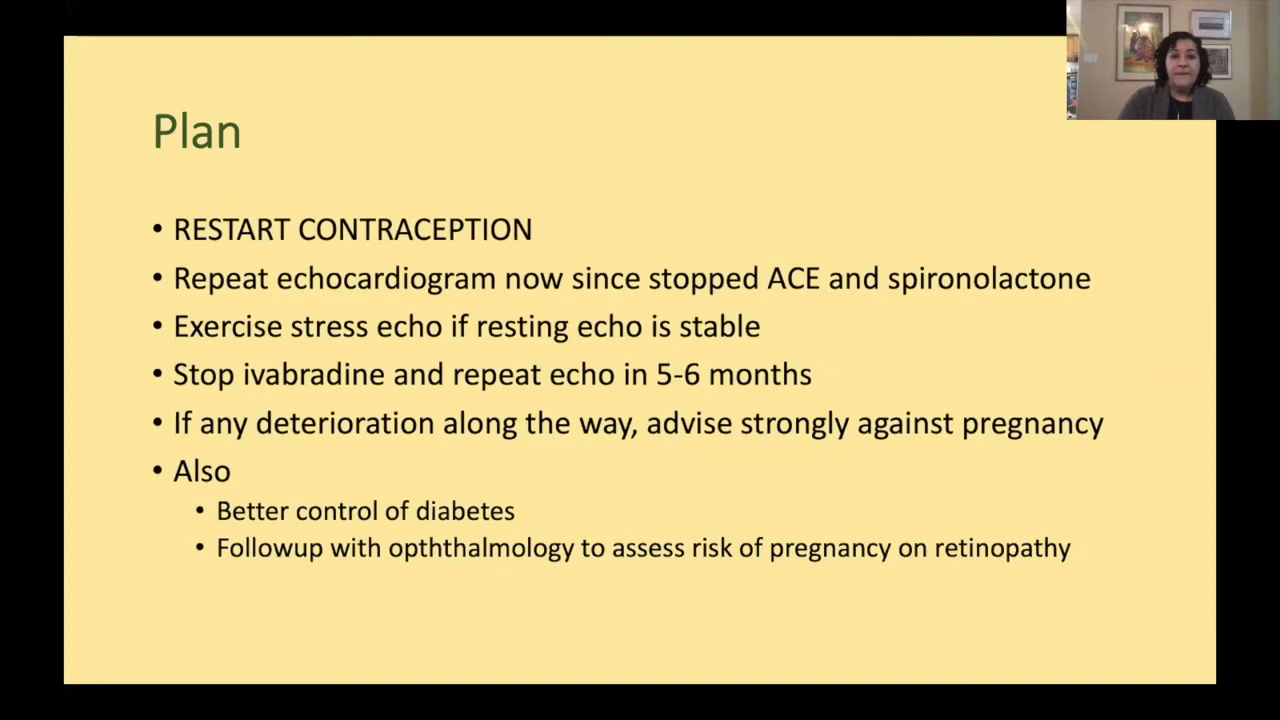 Plan
• RESTART CONTRACEPTION
• Repeat echocardiogram now since stopped ACE and spironolactone
• Exercise stress echo if resting echo is stable
• Stop ivabradine and repeat echo in 5-6 months
• If any deterioration along the way, advise strongly against pregnancy
• Also
• Better control of diabetes
• Followup with opththalmology to assess risk of pregnancy on retinopathy